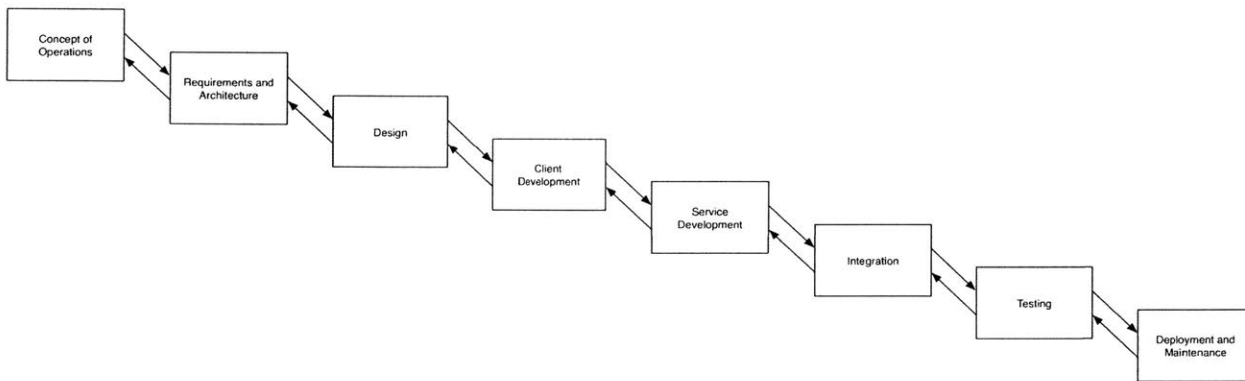 Concept of
Operations
Requirements and
Architecture
Design
Client
Development
Service
Development
Integration
Testing
Deployment and
Maintenance